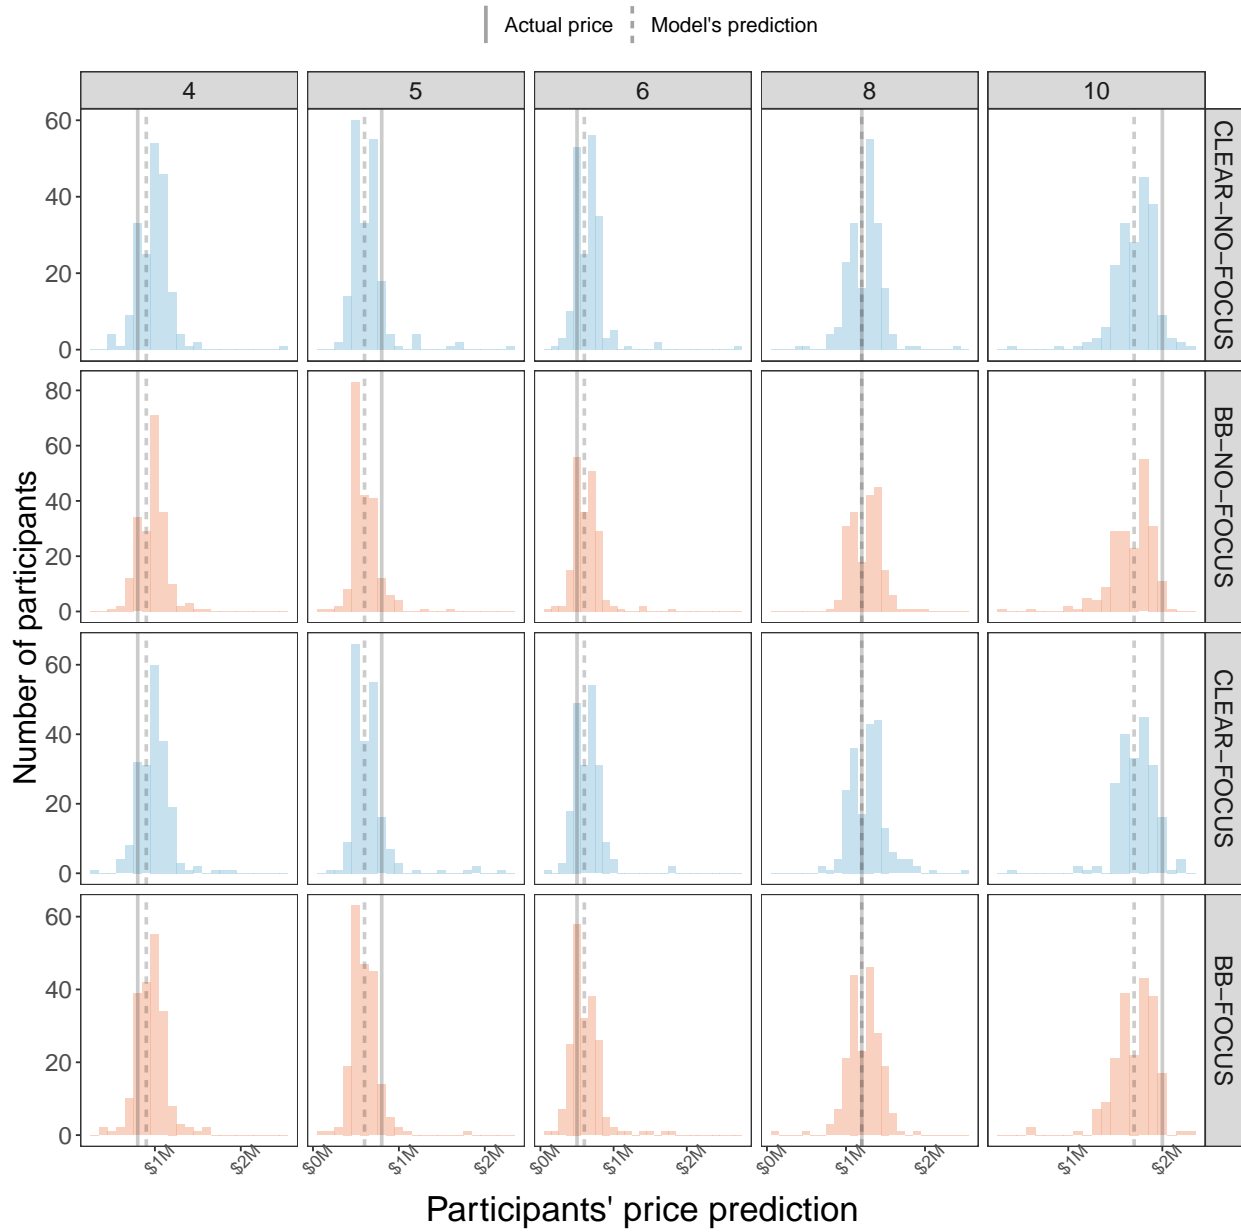 Actual price Model's prediction
4 5 6 8 10
CLEAR−NO−FOCUS
60
40
20
0
BB−NO−FOCUS
80
60
40
20
0
Number of participants
CLEAR−FOCUS
60
40
20
0
BB−FOCUS
60
40
20
0
$1M $2M $0M $1M $2M $0M $1M $2M $0M $1M $2M $1M $2M
Participants' price prediction